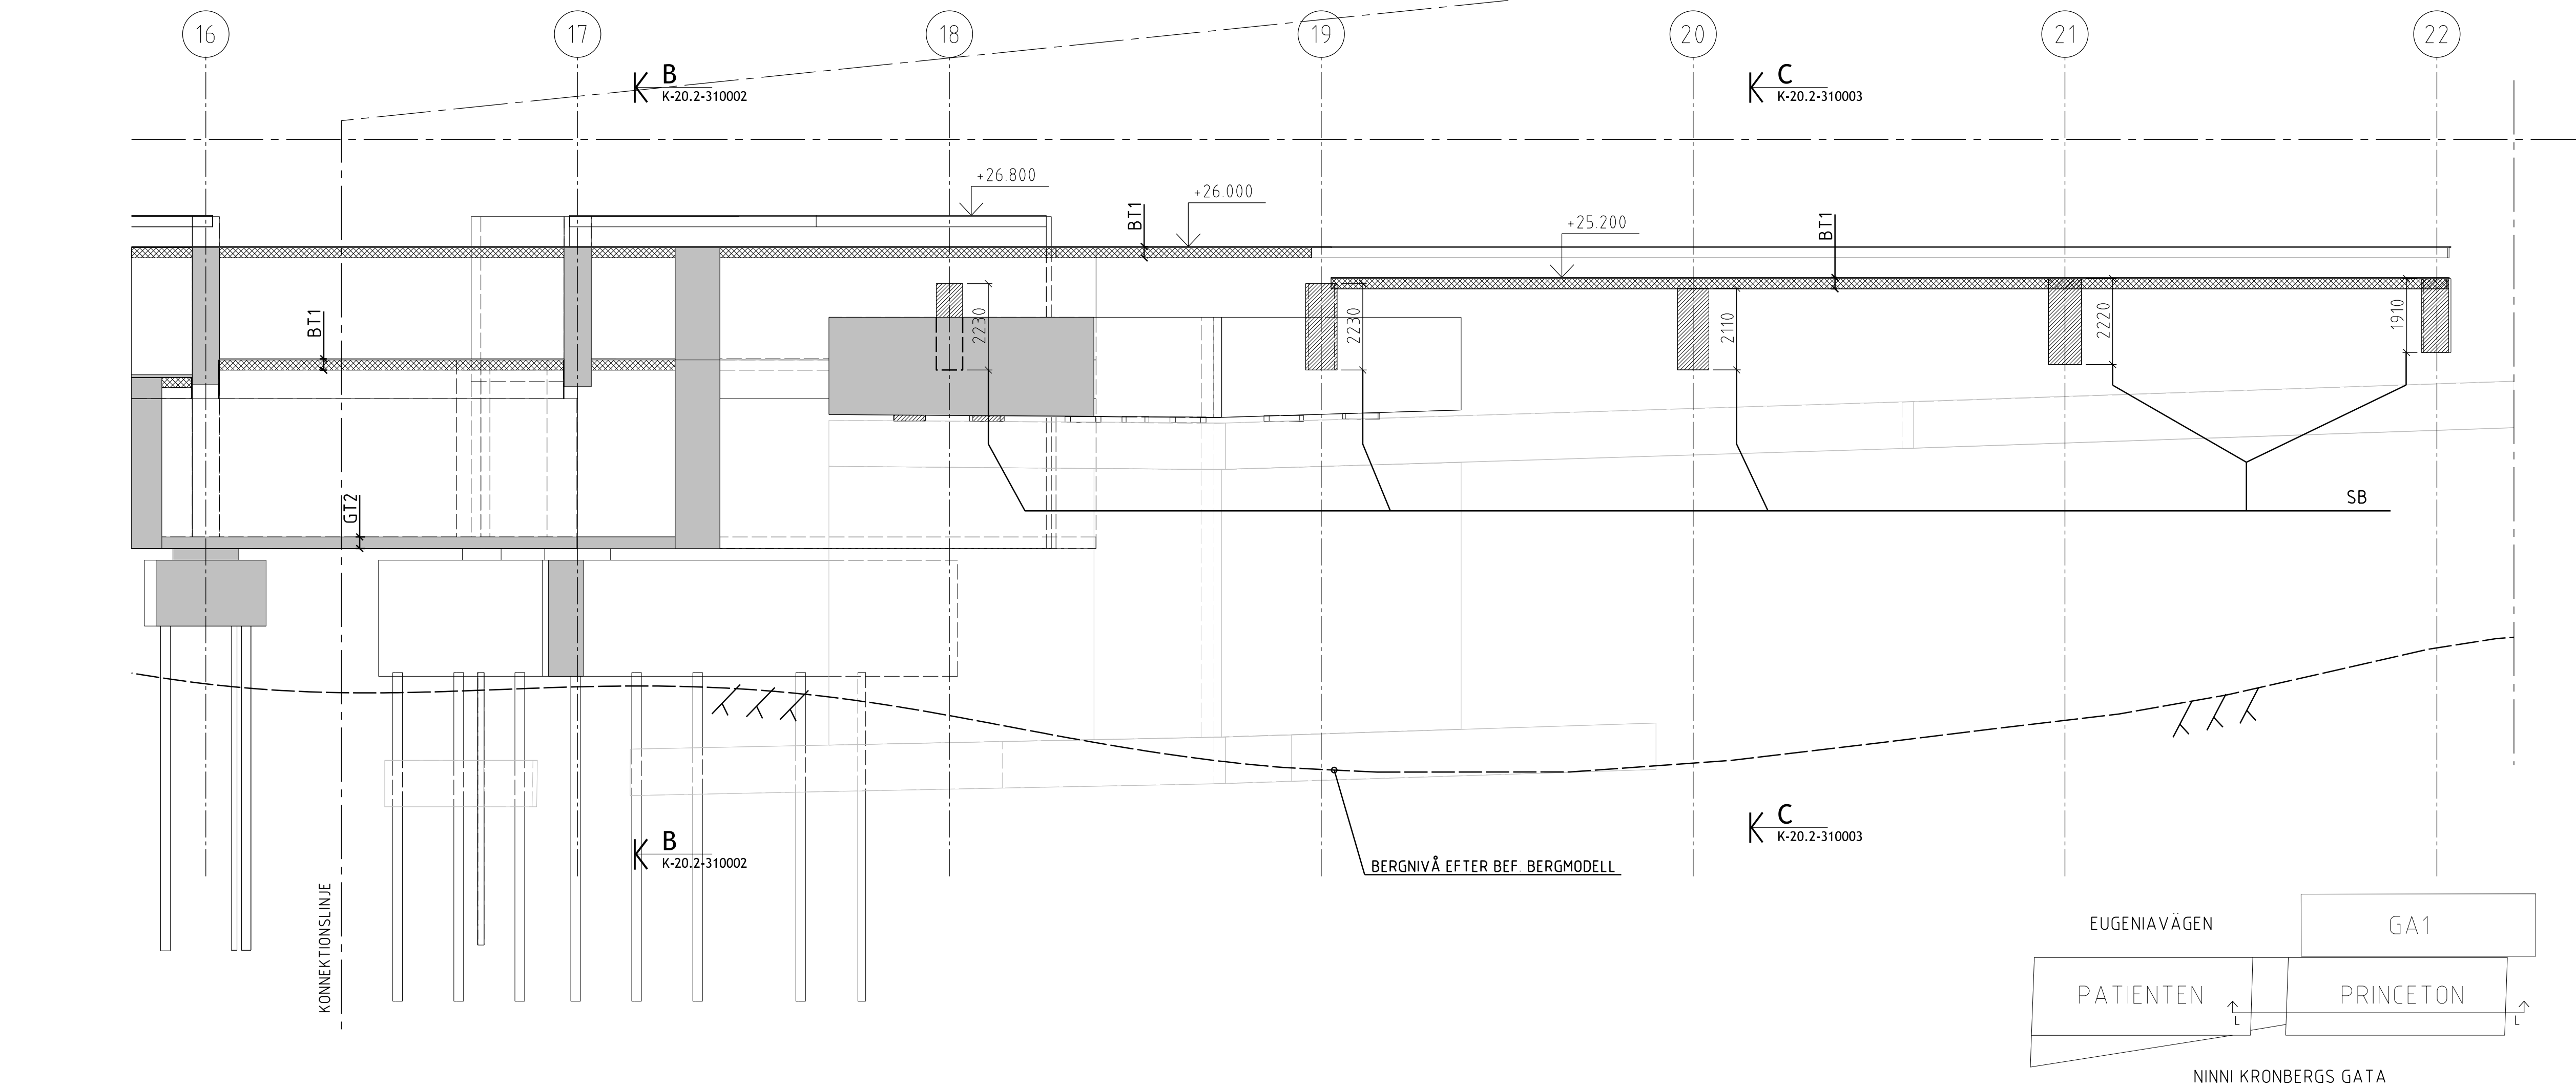 16
17
18
19
20
21
22
B
K-20.2-310002
C
K-20.2-310003
+26.800
+26.000
BT1
+25.200
BT1
BT1
2230
2230
2110
2220
1910
GT2
SB
B
K-20.2-310002
C
K-20.2-310003
BERGNIVÅ EFTER BEF. BERGMODELL
KONNEKTIONSLINJE
EUGENIAVÄGEN
GA1
PATIENTEN
PRINCETON
L
L
NINNI KRONBERGS GATA